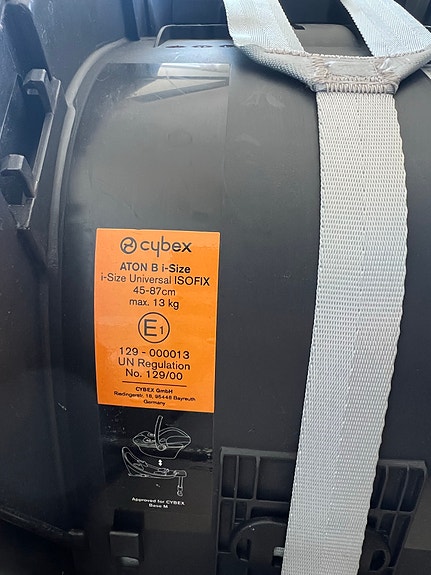 cybex
ATON B i-Size
i-Size Universal ISOFIX
45-87cm
max. 13 kg
E1
129 - 000013
UN Regulation
No. 129/00
CYBEX GmbH
Riedingerstr. 18, 95448 Bayreuth
Germany
Approved for CYBEX
Base M